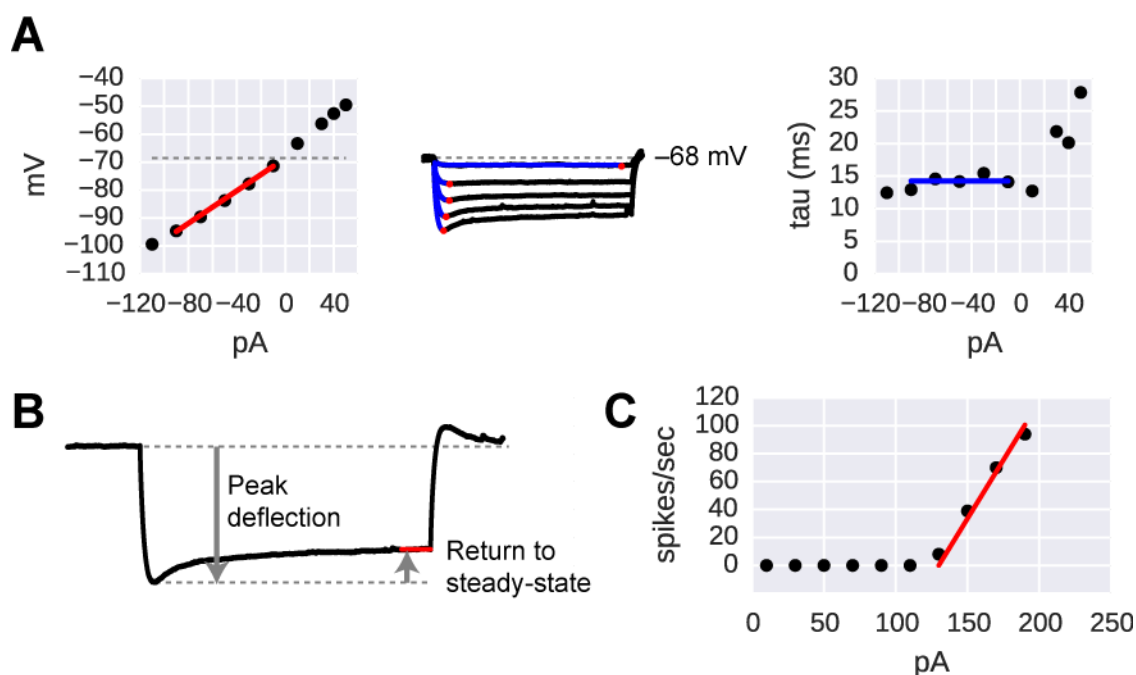 A
−40
−50
−60
−70
−80
−90
−100
−110
mV
−120
−80
−40
0
40
pA
−68 mV
30
25
20
15
10
5
0
tau (ms)
−120
−80
−40
0
40
pA
B
Peak
deflection
Return to
steady-state
C
120
100
80
60
40
20
0
spikes/sec
0
50
100
150
200
250
pA